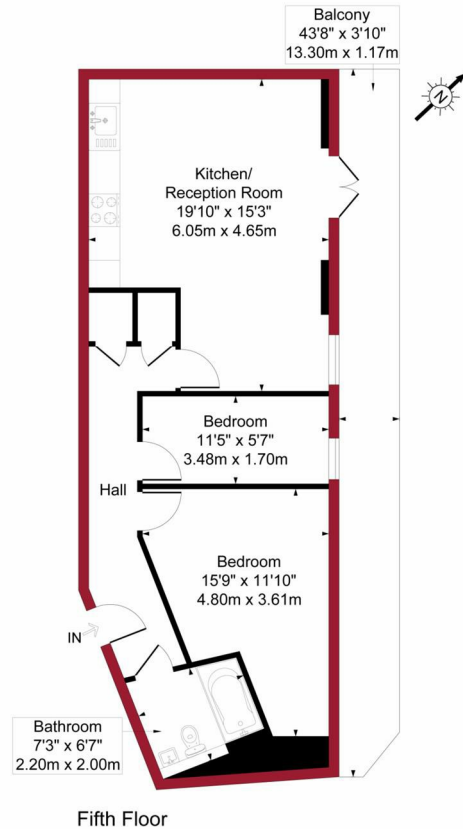 Balcony
43'8" x 3'10"
13.30m x 1.17m
N
Kitchen/
Reception Room
19'10" x 15'3"
6.05m x 4.65m
Bedroom
11'5" x 5'7"
3.48m x 1.70m
Hall
Bedroom
15'9" x 11'10"
4.80m x 3.61m
IN
Bathroom
7'3" x 6'7"
2.20m x 2.00m
Fifth Floor